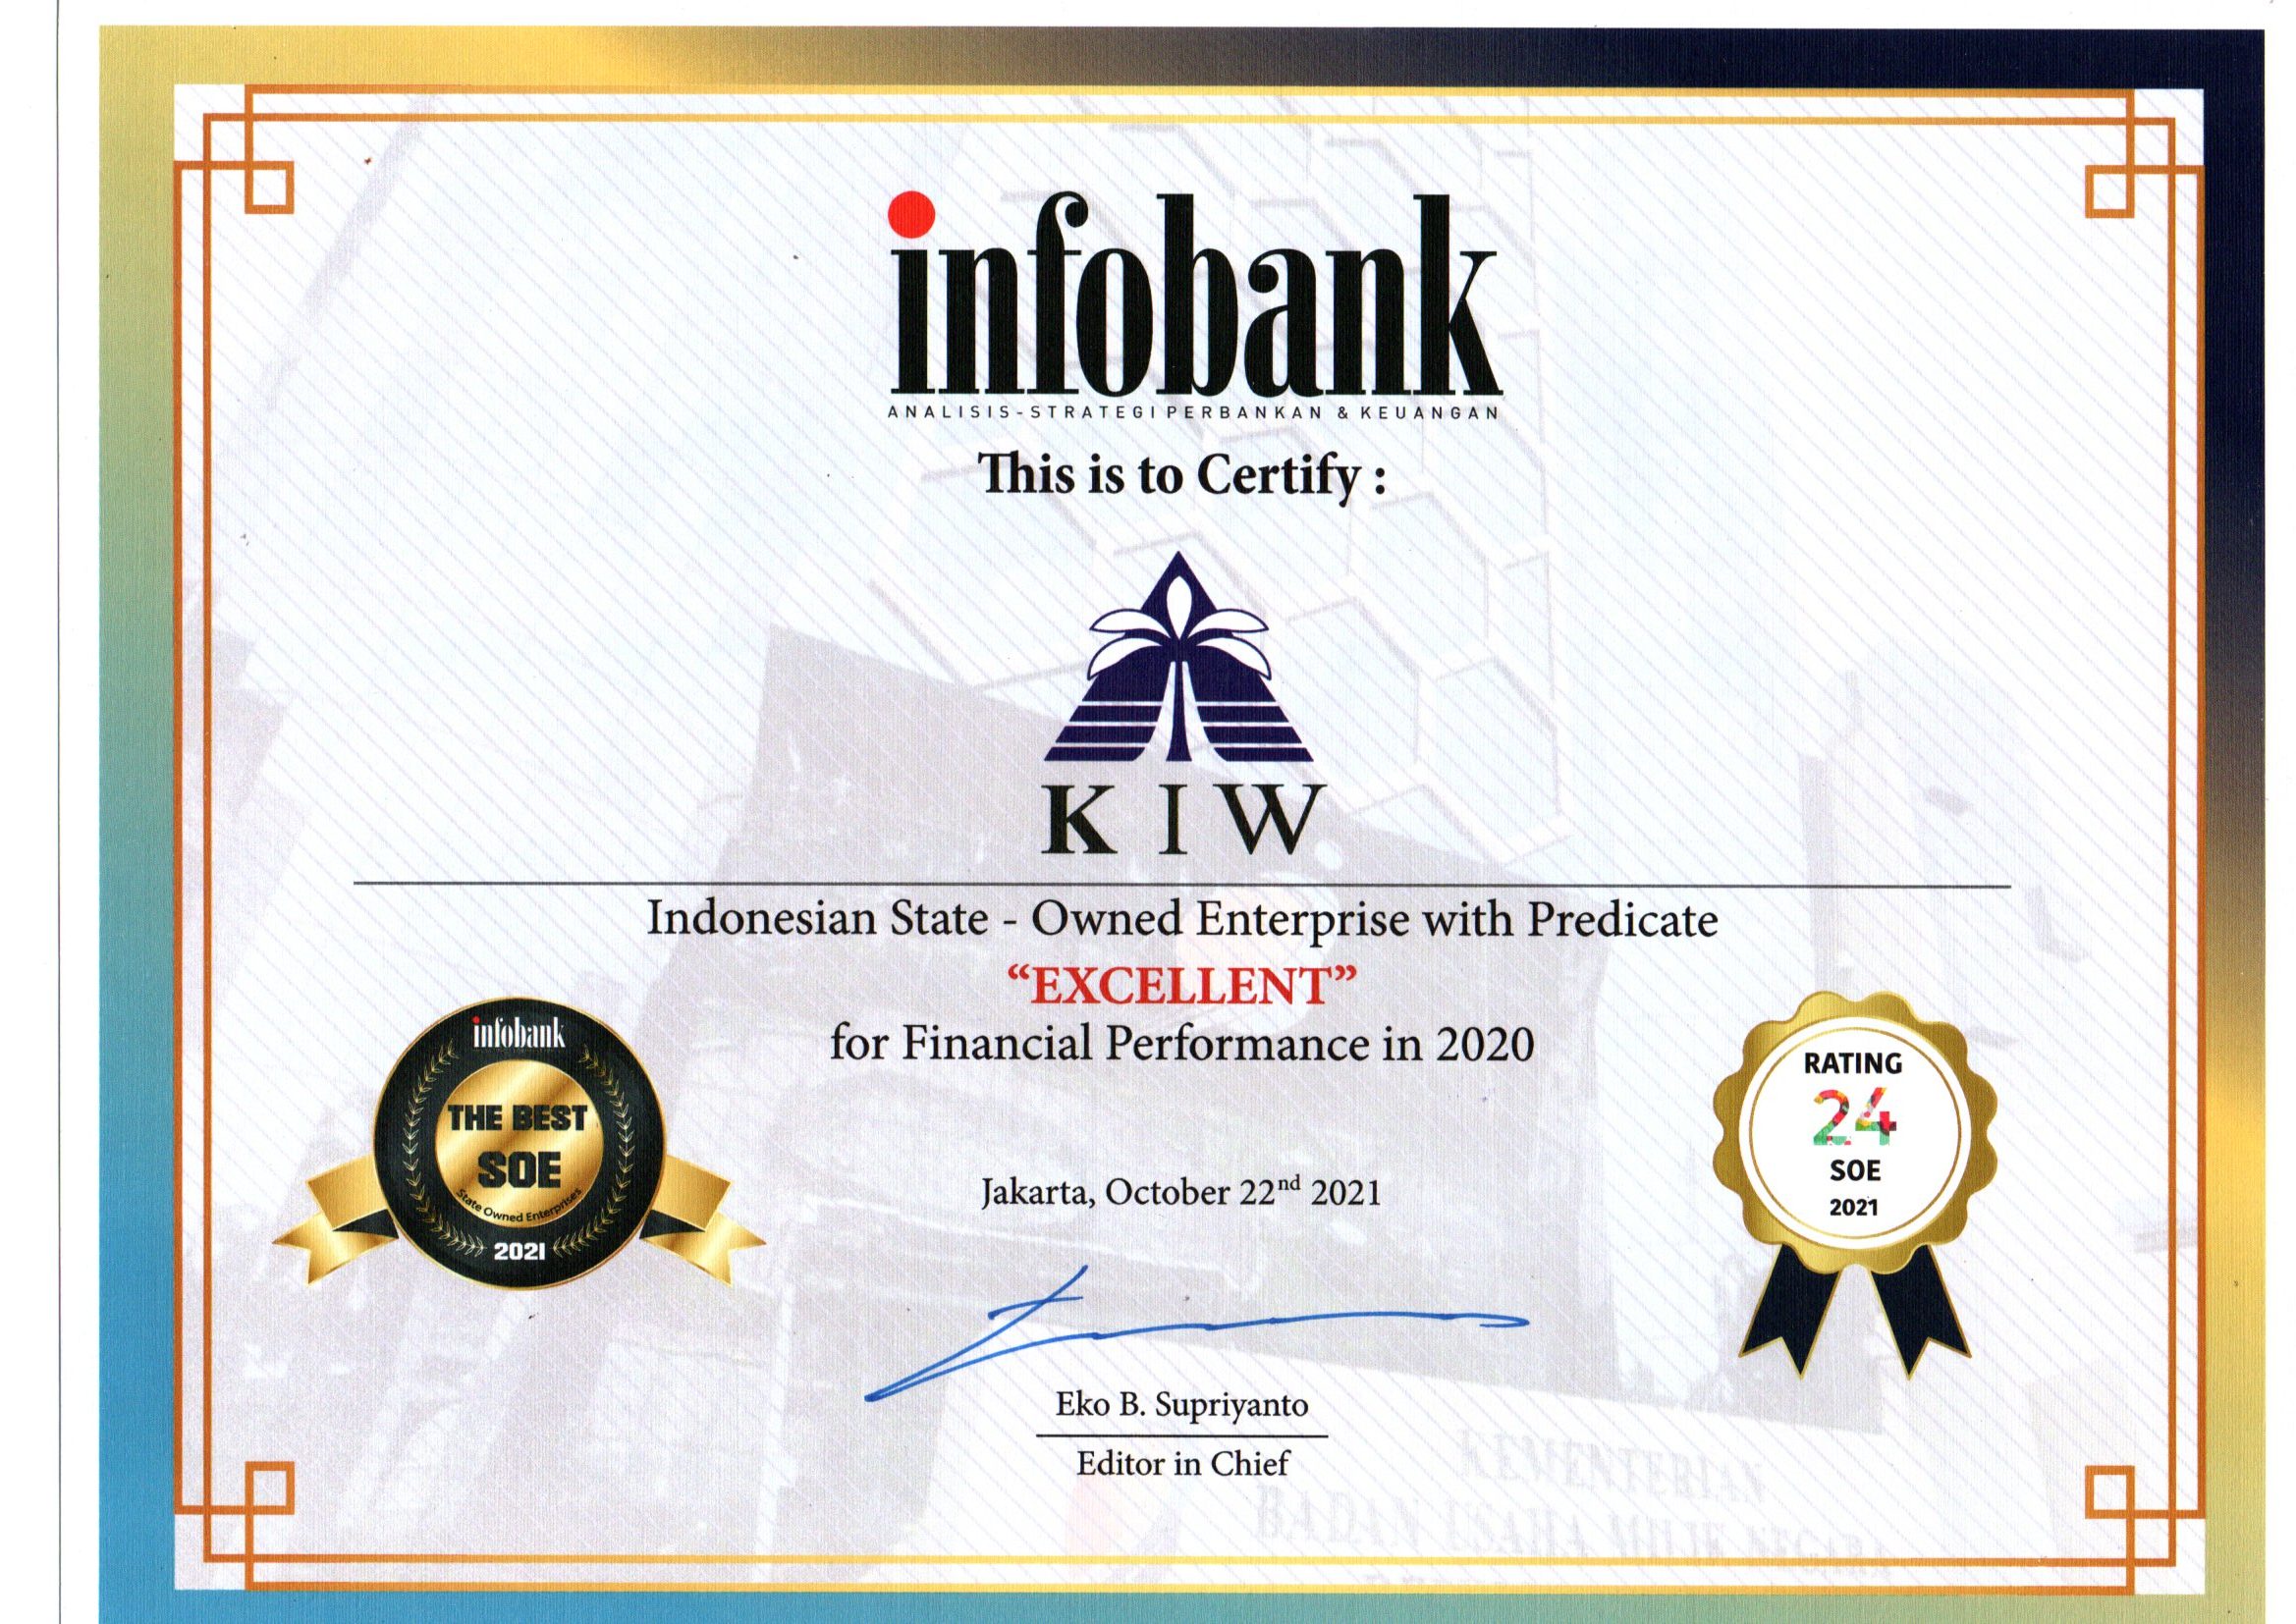 infobank
ANALISIS-STRATEGI PERBANKAN & KEUANGAN
This is to Certify :
KIW
Indonesian State - Owned Enterprise with Predicate
“EXCELLENT”
for Financial Performance in 2020
infobank
THE BEST
SOE
State Owned Enterprises
2021
RATING
24
SOE
2021
Jakarta, October 22nd 2021
Eko B. Supriyanto
Editor in Chief
KEMENTERIAN
BADAN USAHA MILIK NEGARA